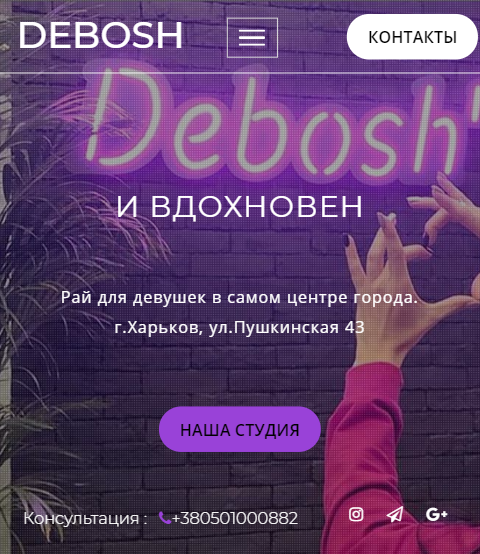 DEBOSH
КОНТАКТЫ
Debosh'
И ВДОХНОВЕН
Рай для девушек в самом центре города.
г.Харьков, ул.Пушкинская 43
НАША СТУДИЯ
Консультация : +380501000882
G+